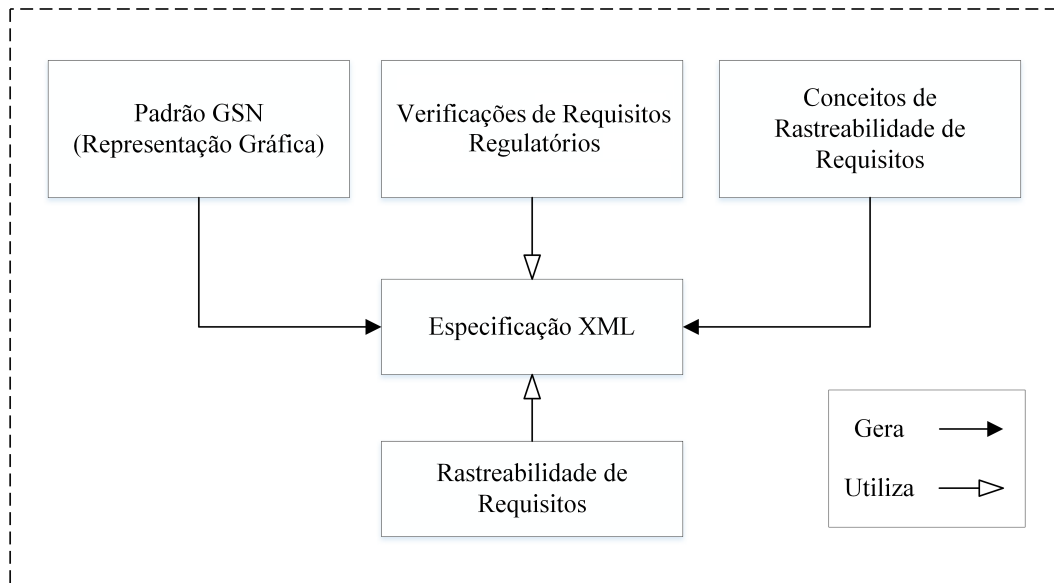 Padrão GSN
(Representação Gráfica)
Verificações de Requisitos
Regulatórios
Conceitos de
Rastreabilidade de
Requisitos
Especificação XML
Rastreabilidade de
Requisitos
Gera
Utiliza